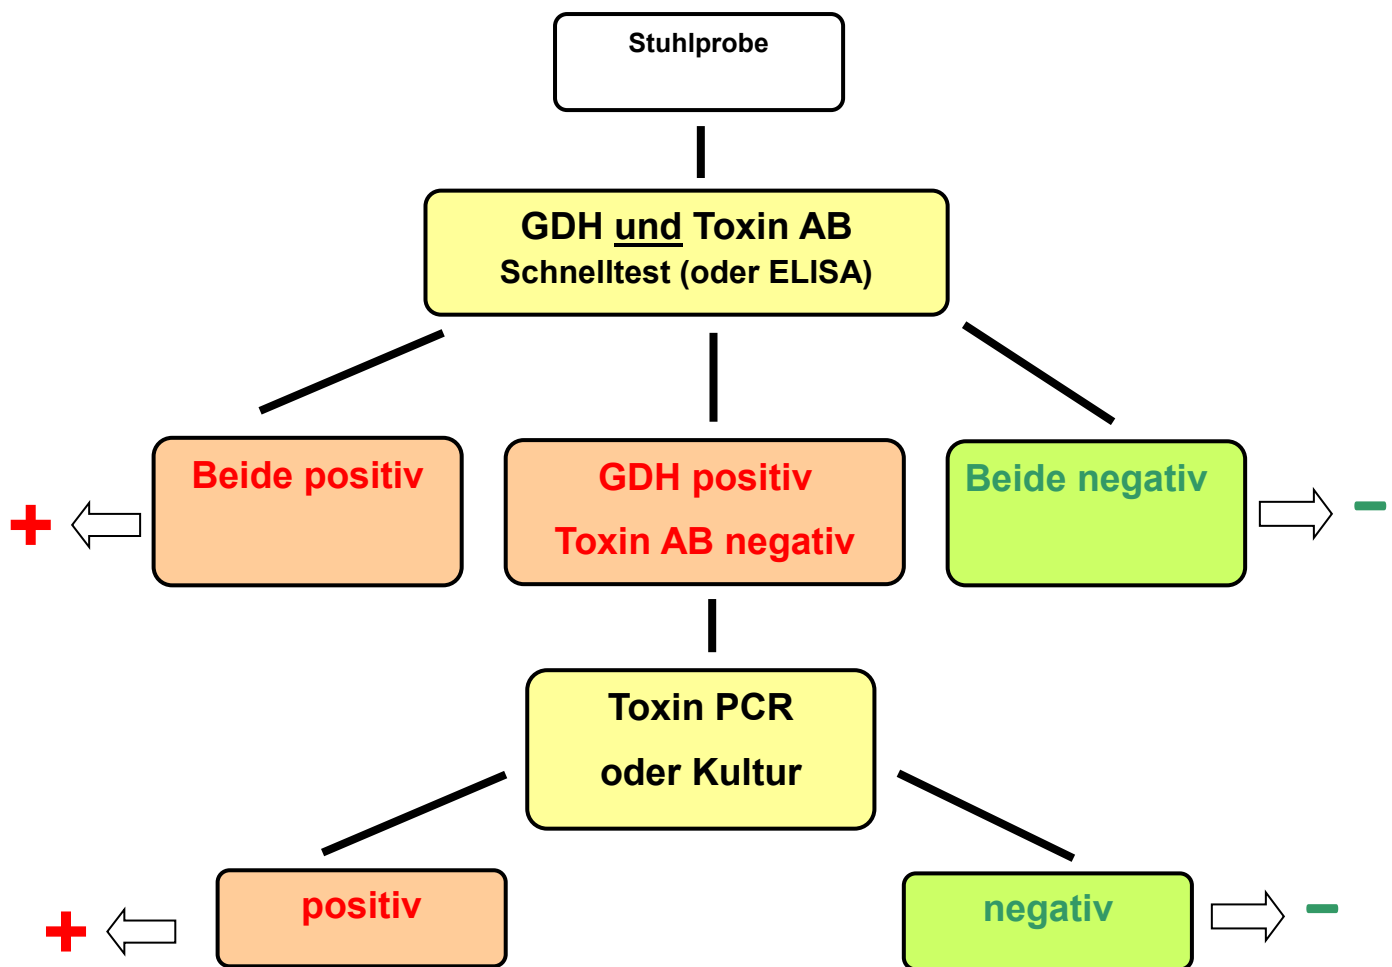 Stuhlprobe
GDH und Toxin AB
Schnelltest (oder ELISA)
Beide positiv
GDH positiv
Toxin AB negativ
Beide negativ
+
-
Toxin PCR
oder Kultur
positiv
negativ
+
-